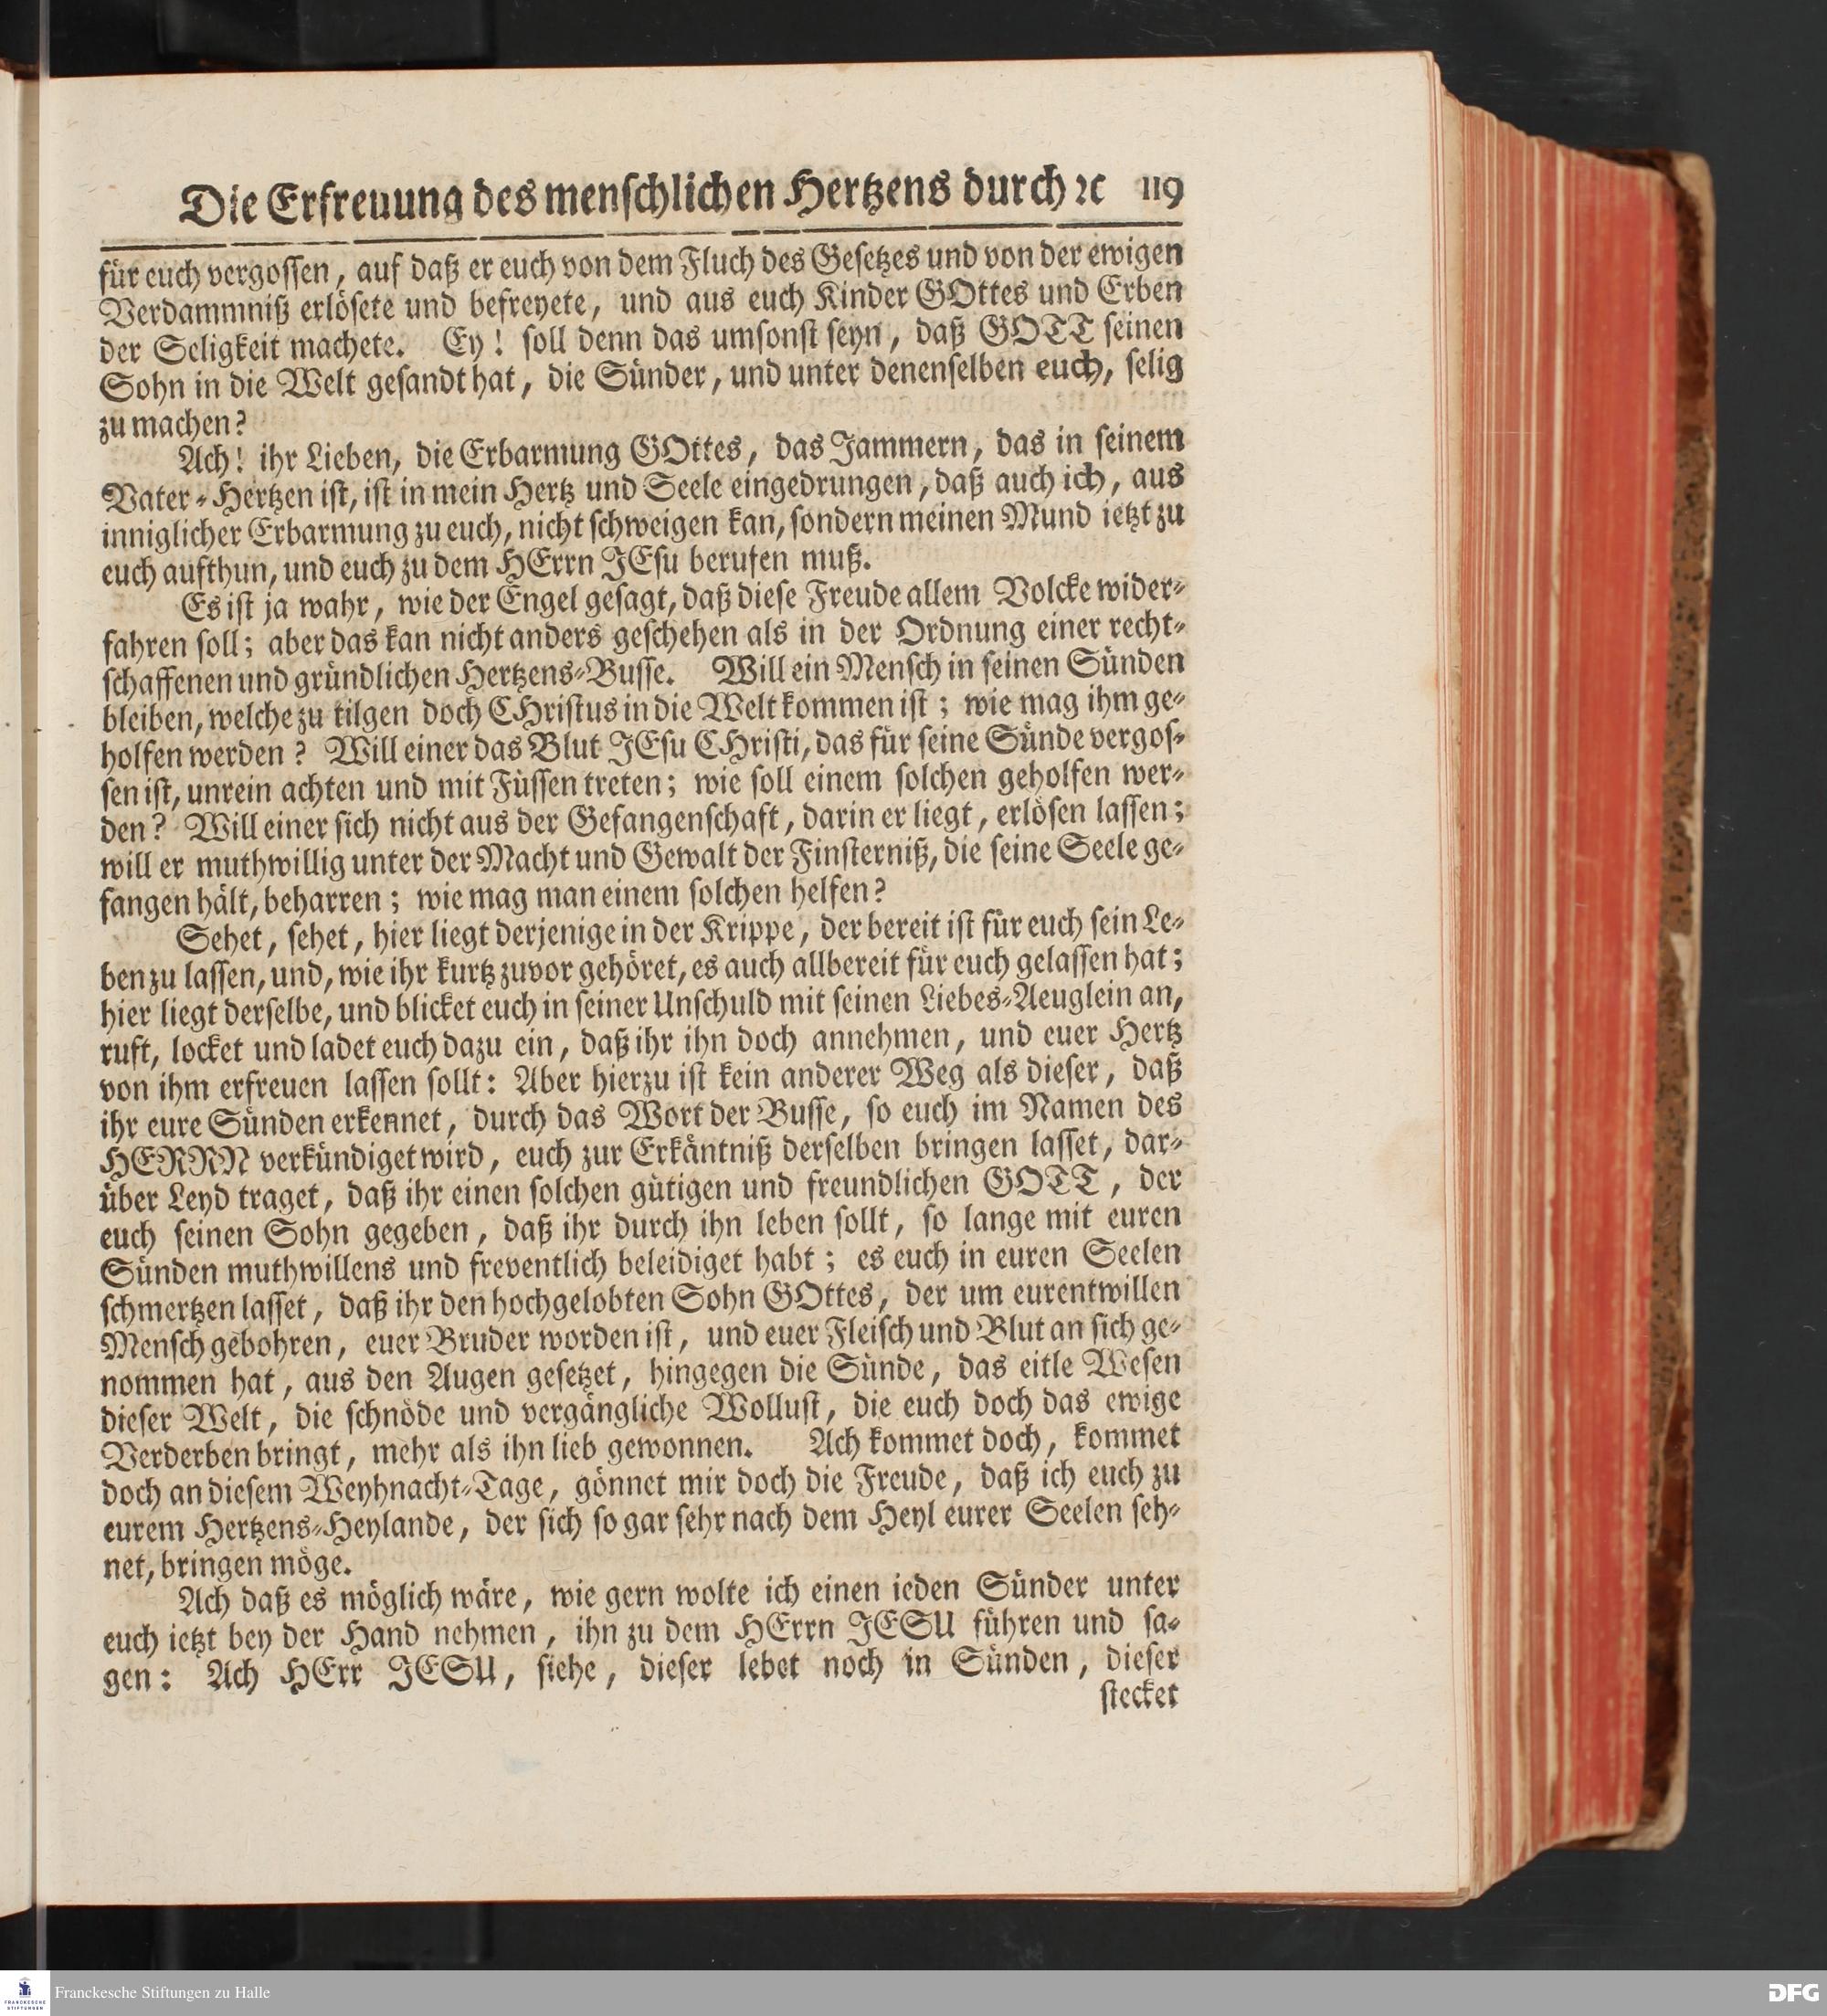 Die Erfreuung des menſchlichen Hertzens durch ꝛc 119
für euch vergoſſen, auf daß er euch von dem Fluch des Geſetzes und von der ewigen
Verdammniß erlöſete und befreyete, und aus euch Kinder GOttes und Erben
der Seligkeit machete. Ey! ſoll denn das umſonſt ſeyn, daß GOTT ſeinen
Sohn in die Welt geſandt hat, die Sünder, und unter denenſelben euch, ſelig
zu machen?
Ach! ihr Lieben, die Erbarmung GOttes, das Jammern, das in ſeinem
Vater-Hertzen iſt, iſt in mein Hertz und Seele eingedrungen, daß auch ich, aus
inniglicher Erbarmung zu euch, nicht ſchweigen kan, ſondern meinen Mund ietzt zu
euch aufthun, und euch zu dem HErrn JEſu beruffen muß.
Es iſt ja wahr, wie der Engel geſagt, daß dieſe Freude allem Volcke wider-
fahren ſoll; aber das kan nicht anders geſchehen als in der Ordnung einer recht-
ſchaffenen und gründlichen Hertzens-Buſſe. Will ein Menſch in ſeinen Sünden
bleiben, welche zu tilgen doch CHriſtus in die Welt kommen iſt; wie mag ihm ge-
holfen werden? Will einer das Blut JEſu CHriſti, das für ſeine Sünde vergoſ-
ſen iſt, unrein achten und mit Füſſen treten; wie ſoll einem ſolchen geholfen wer-
den? Will einer ſich nicht aus der Gefangenſchaft, darin er liegt, erlöſen laſſen;
will er muthwillig unter der Macht und Gewalt der Finſterniß, die ſeine Seele ge-
fangen hält, beharren; wie mag man einem ſolchen helfen?
Sehet, ſehet, hier liegt derjenige in der Krippe, der bereit iſt für euch ſein Le-
ben zu laſſen, und, wie ihr kurtz zuvor gehöret, es auch allbereit für euch gelaſſen hat;
hier liegt derſelbe, und blicket euch in ſeiner Unſchuld mit ſeinen Liebes-Aeuglein an,
ruft, locket und ladet euch dazu ein, daß ihr ihn doch annehmen, und euer Hertz
von ihm erfreuen laſſen ſollt: Aber hierzu iſt kein anderer Weg als dieſer, daß
ihr eure Sünden erkennet, durch das Wort der Buſſe, ſo euch im Namen des
HERRN verkündiget wird, euch zur Erkäntniß derſelben bringen laſſet, dar-
über Leyd traget, daß ihr einen ſolchen gütigen und freundlichen GOTT, der
euch ſeinen Sohn gegeben, daß ihr durch ihn leben ſollt, ſo lange mit euren
Sünden muthwillens und freventlich beleidiget habt; es euch in euren Seelen
ſchmertzen laſſet, daß ihr den hochgelobten Sohn GOttes, der um eurentwillen
Menſch gebohren, euer Bruder worden iſt, und euer Fleiſch und Blut an ſich ge-
nommen hat, aus den Augen geſetzet, hingegen die Sünde, das eitle Weſen
dieſer Welt, die ſchnöde und vergängliche Wolluſt, die euch doch das ewige
Verderben bringt, mehr als ihn lieb gewonnen. Ach kommet doch, kommet
doch an dieſem Weyhnacht-Tage, gönnet mir doch die Freude, daß ich euch zu
eurem Hertzens-Heylande, der ſich ſo gar ſehr nach dem Heyl eurer Seelen ſeh-
net, bringen möge.
Ach daß es möglich wäre, wie gern wolte ich einen ieden Sünder unter
euch ietzt bey der Hand nehmen, ihn zu dem HErrn JESU führen und ſa-
gen: Ach HErr JESU, ſiehe, dieſer lebet noch in Sünden, dieſer
ſtecket
FRANCKESCHE
STIFTUNGEN
Franckesche Stiftungen zu Halle
DFG